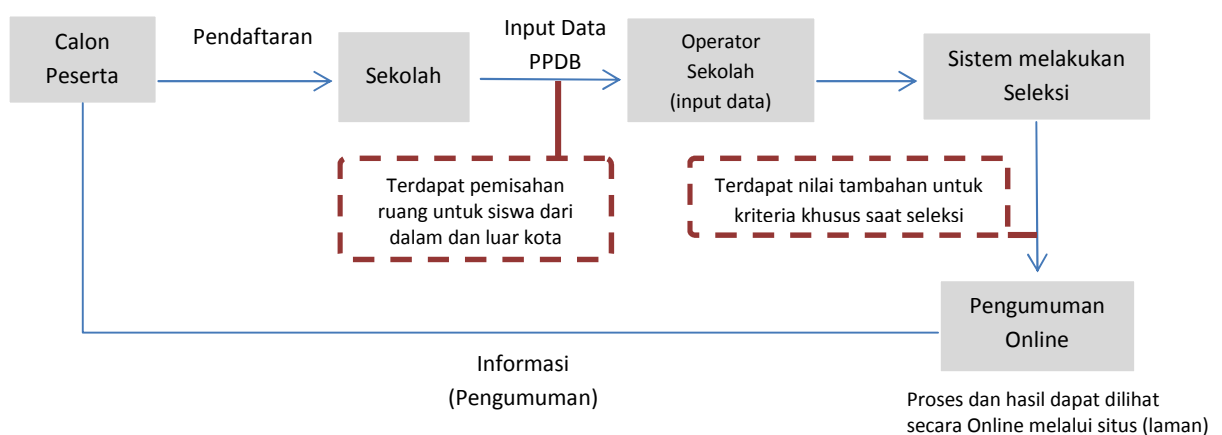 Calon
Peserta
Pendaftaran
Sekolah
Input Data
PPDB
Operator
Sekolah
(input data)
Sistem melakukan
Seleksi
Terdapat pemisahan
ruang untuk siswa dari
dalam dan luar kota
Terdapat nilai tambahan untuk
kriteria khusus saat seleksi
Pengumuman
Online
Informasi
(Pengumuman)
Proses dan hasil dapat dilihat
secara Online melalui situs (laman)